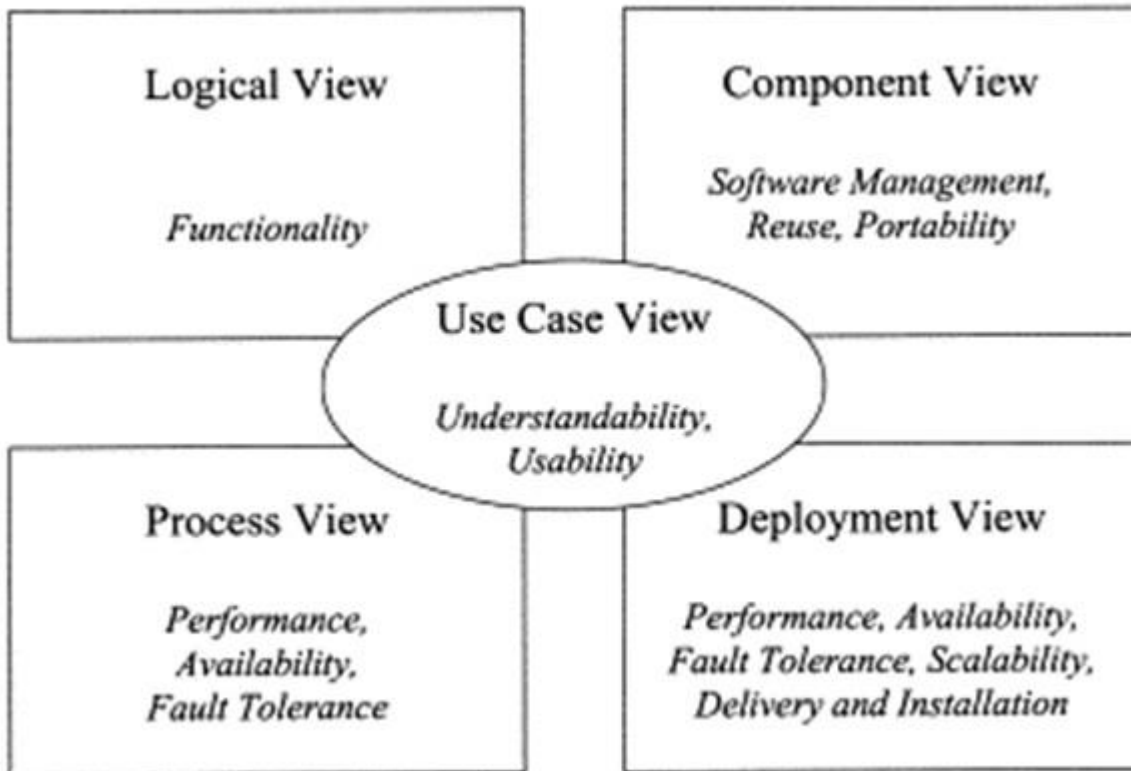 Logical View
Functionality
Component View
Software Management,
Reuse, Portability
Use Case View
Understandability,
Usability
Process View
Performance,
Availability,
Fault Tolerance
Deployment View
Performance, Availability,
Fault Tolerance, Scalability,
Delivery and Installation